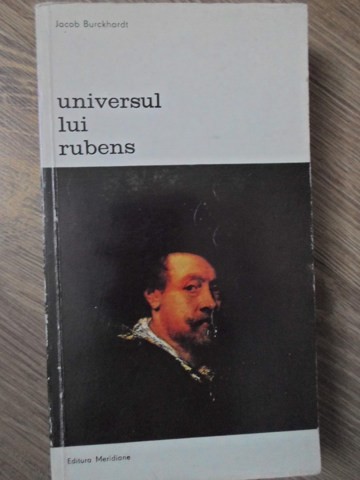 Jacob Burckhardt
universul
lui
rubens
Editura Meridiane